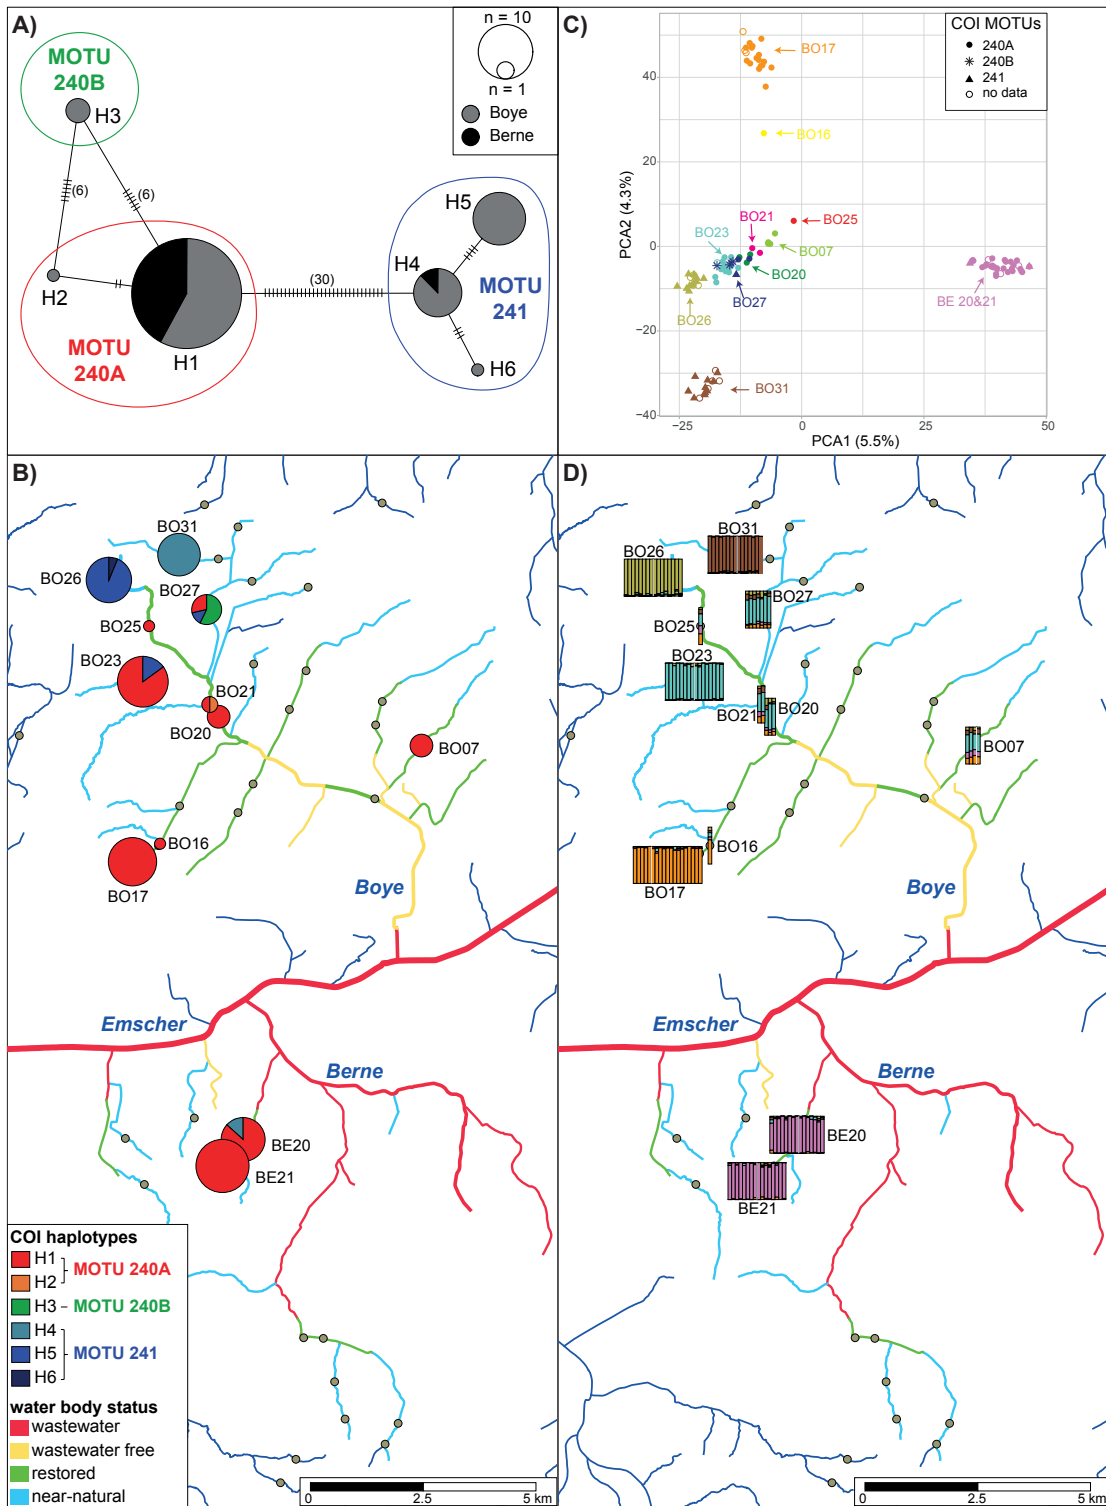 A)
MOTU
240B
H3
(6)
(6)
H2
H1
MOTU
240A
(30)
H5
H4
H6
MOTU
241
n = 10
n = 1
Boye
Berne
C)
COI MOTUs
240A
240B
241
no data
BO17
BO16
BO25
BO21
BO23
BO07
BO20
BO27
BO26
BE 20&21
BO31
40
20
0
−20
−40
−25
0
25
50
PCA2 (4.3%)
PCA1 (5.5%)
B)
BO31
BO26
BO27
BO25
BO23
BO21
BO20
BO07
BO16
BO17
Boye
Emscher
Berne
BE20
BE21
COI haplotypes
H1
H2
MOTU 240A
H3
MOTU 240B
H4
H5
MOTU 241
H6
water body status
wastewater
wastewater free
restored
near-natural
0
2.5
5 km
D)
BO31
BO26
BO27
BO25
BO23
BO21
BO20
BO07
BO16
BO17
Boye
Emscher
Berne
BE20
BE21
0
2.5
5 km